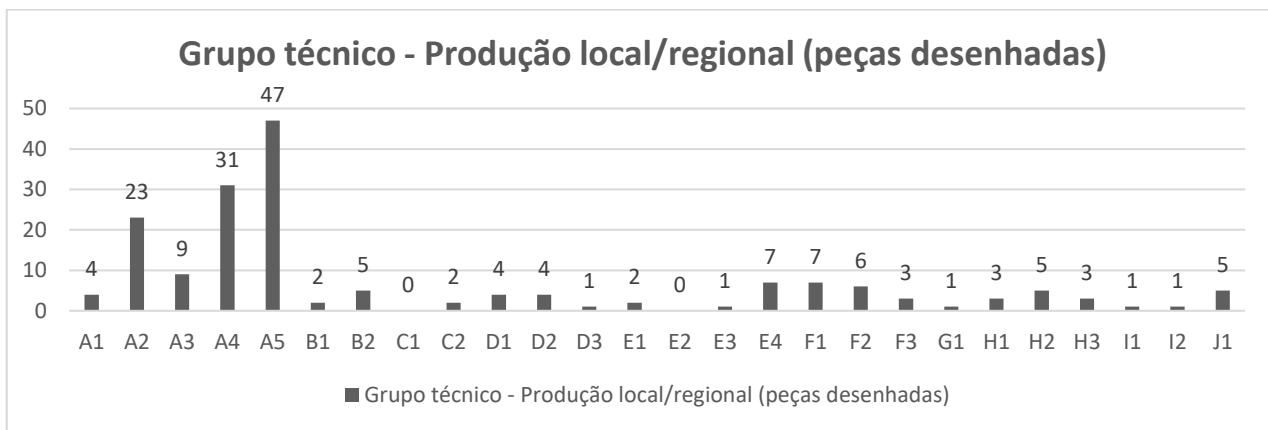 Grupo técnico - Produção local/regional (peças desenhadas)
50
40
30
20
10
0
4 23 9 31 47 2 5 0 2 4 4 1 2 0 1 7 7 6 3 1 3 5 3 1 1 5
A1 A2 A3 A4 A5 B1 B2 C1 C2 D1 D2 D3 E1 E2 E3 E4 F1 F2 F3 G1 H1 H2 H3 I1 I2 J1
Grupo técnico - Produção local/regional (peças desenhadas)